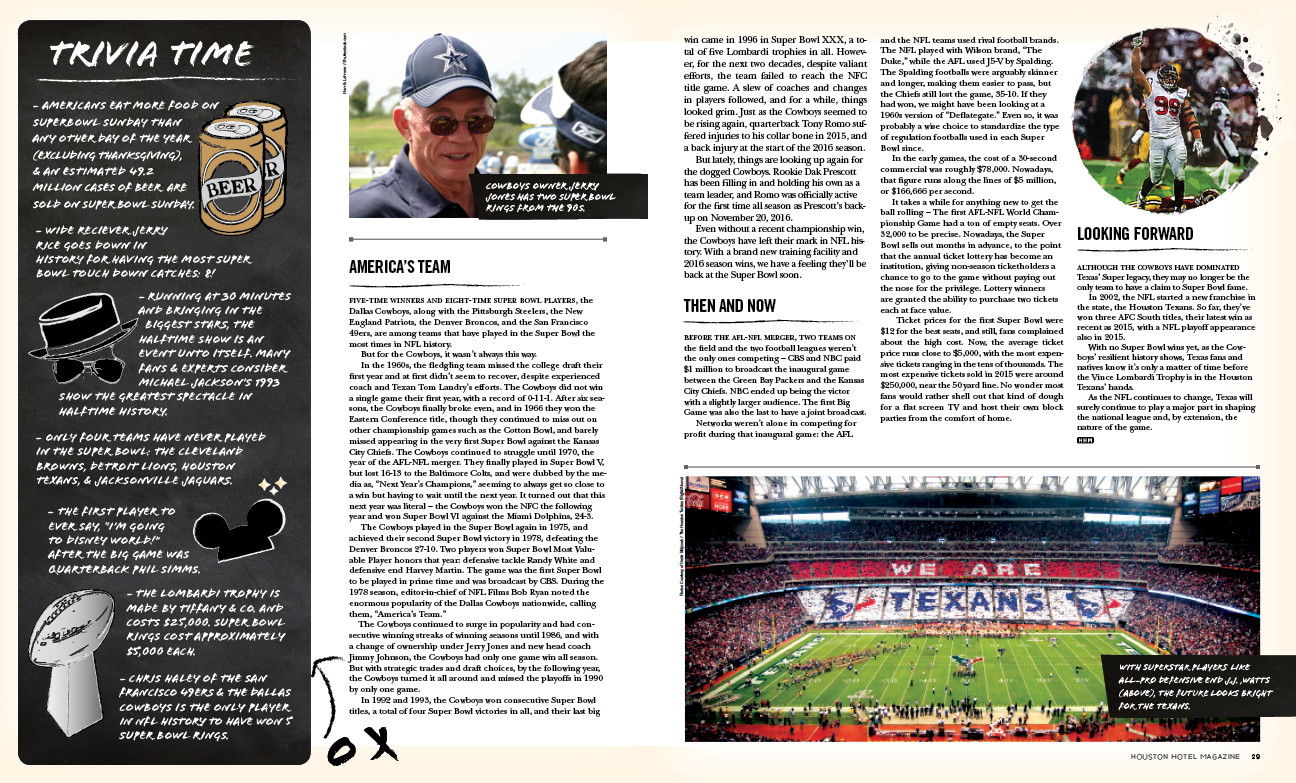 TRIVIA TIME
- AMERICANS EAT MORE FOOD ON
SUPERBOWL SUNDAY THAN
ANY OTHER DAY OF THE YEAR
(EXCLUDING THANKSGIVING),
& AN ESTIMATED 49.2
MILLION CASES OF BEER ARE
SOLD ON SUPER BOWL SUNDAY.
BEER
- WIDE RECIEVER JERRY
RICE GOES DOWN IN
HISTORY FOR HAVING THE MOST SUPER
BOWL TOUCH DOWN CATCHES: 8!
- RUNNING AT 30 MINUTES
AND BRINGING IN THE
BIGGEST STARS, THE
HALFTIME SHOW IS AN
EVENT UNTO ITSELF. MANY
FANS & EXPERTS CONSIDER
MICHAEL JACKSON'S 1993
SHOW THE GREATEST SPECTACLE IN
HALFTIME HISTORY.
- ONLY FOUR TEAMS HAVE NEVER PLAYED
IN THE SUPER BOWL: THE CLEVELAND
BROWNS, DETROIT LIONS, HOUSTON
TEXANS, & JACKSONVILLE JAGUARS.
- THE FIRST PLAYER TO
EVER SAY, "I'M GOING
TO DISNEY WORLD!"
AFTER THE BIG GAME WAS
QUARTERBACK PHIL SIMMS.
- THE LOMBARDI TROPHY IS
MADE BY TIFFANY & CO. AND
COSTS $25,000. SUPER BOWL
RINGS COST APPROXIMATELY
$5,000 EACH.
- CHRIS HALEY OF THE SAN
FRANCISCO 49ERS & THE DALLAS
COWBOYS IS THE ONLY PLAYER
IN NFL HISTORY TO HAVE WON 5
SUPER BOWL RINGS.
COWBOYS OWNER JERRY
JONES HAS TWO SUPER BOWL
RINGS FROM THE 90S.
AMERICA'S TEAM
FIVE-TIME WINNERS AND EIGHT-TIME SUPER BOWL PLAYERS, the
Dallas Cowboys, along with the Pittsburgh Steelers, the New
England Patriots, the Denver Broncos, and the San Francisco
49ers, are among teams that have played in the Super Bowl the
most times in NFL history.
But for the Cowboys, it wasn't always this way.
In the 1960s, the fledgling team missed the college draft their
first year and at first didn't seem to recover, despite experienced
coach and Texan Tom Landry's efforts. The Cowboys did not win
a single game their first year, with a record of 0-11-1. After six sea-
sons, the Cowboys finally broke even, and in 1966 they won the
Eastern Conference title, though they continued to miss out on
other championship games such as the Cotton Bowl, and barely
missed appearing in the very first Super Bowl against the Kansas
City Chiefs. The Cowboys continued to struggle until 1970, the
year of the AFL-NFL merger. They finally played in Super Bowl V,
but lost 16-13 to the Baltimore Colts, and were dubbed by the me-
dia as, "Next Year's Champions," seeming to always get so close to
a win but having to wait until the next year. It turned out that this
next year was literal – the Cowboys won the NFC the following
year and won Super Bowl VI against the Miami Dolphins, 24-3.
The Cowboys played in the Super Bowl again in 1975, and
achieved their second Super Bowl victory in 1978, defeating the
Denver Broncos 27-10. Two players won Super Bowl Most Valu-
able Player honors that year: defensive tackle Randy White and
defensive end Harvey Martin. The game was the first Super Bowl
to be played in prime time and was broadcast by CBS. During the
1978 season, editor-in-chief of NFL Films Bob Ryan noted the
enormous popularity of the Dallas Cowboys nationwide, calling
them, "America's Team."
The Cowboys continued to surge in popularity and had con-
secutive winning streaks of winning seasons until 1986, and with
a change of ownership under Jerry Jones and new head coach
Jimmy Johnson, the Cowboys had only one game win all season.
But with strategic trades and draft choices, by the following year,
the Cowboys turned it all around and missed the playoffs in 1990
by only one game.
In 1992 and 1993, the Cowboys won consecutive Super Bowl
titles, a total of four Super Bowl victories in all, and their last big
OX
win came in 1996 in Super Bowl XXX, a to-
tal of five Lombardi trophies in all. Howev-
er, for the next two decades, despite valiant
efforts, the team failed to reach the NFC
title game. A slew of coaches and changes
in players followed, and for a while, things
looked grim. Just as the Cowboys seemed to
be rising again, quarterback Tony Romo suf-
fered injuries to his collar bone in 2015, and
a back injury at the start of the 2016 season.
But lately, things are looking up again for
the dogged Cowboys. Rookie Dak Prescott
has been filling in and holding his own as a
team leader, and Romo was officially active
for the first time all season as Prescott's back-
up on November 20, 2016.
Even without a recent championship win,
the Cowboys have left their mark in NFL his-
tory. With a brand new training facility and
2016 season wins, we have a feeling they'll be
back at the Super Bowl soon.
THEN AND NOW
BEFORE THE AFL-NFL MERGER, TWO TEAMS ON
the field and the two football leagues weren't
the only ones competing – CBS and NBC paid
$1 million to broadcast the inaugural game
between the Green Bay Packers and the Kansas
City Chiefs. NBC ended up being the victor
with a slightly larger audience. The first Big
Game was also the last to have a joint broadcast.
Networks weren't alone in competing for
profit during that inaugural game: the AFL
and the NFL teams used rival football brands.
The NFL played with Wilson brand, "The
Duke," while the AFL used J5-V by Spalding.
The Spalding footballs were arguably skinner
and longer, making them easier to pass, but
the Chiefs still lost the game, 35-10. If they
had won, we might have been looking at a
1960s version of "Deflategate." Even so, it was
probably a wise choice to standardize the type
of regulation footballs used in each Super
Bowl since.
In the early games, the cost of a 30-second
commercial was roughly $78,000. Nowadays,
that figure runs along the lines of $5 million,
or $166,666 per second.
It takes a while for anything new to get the
ball rolling – The first AFL-NFL World Cham-
pionship Game had a ton of empty seats. Over
32,000 to be precise. Nowadays, the Super
Bowl sells out months in advance, to the point
that the annual ticket lottery has become an
institution, giving non-season ticketholders a
chance to go to the game without paying out
the nose for the privilege. Lottery winners
are granted the ability to purchase two tickets
each at face value.
Ticket prices for the first Super Bowl were
$12 for the best seats, and still, fans complained
about the high cost. Now, the average ticket
price runs close to $5,000, with the most expen-
sive tickets ranging in the tens of thousands. The
most expensive tickets sold in 2015 were around
$250,000, near the 50 yard line. No wonder most
fans would rather shell out that kind of dough
for a flat screen TV and host their own block
parties from the comfort of home.
99
LOOKING FORWARD
ALTHOUGH THE COWBOYS HAVE DOMINATED
Texas' Super legacy, they may no longer be the
only team to have a claim to Super Bowl fame.
In 2002, the NFL started a new franchise in
the state, the Houston Texans. So far, they've
won three AFC South titles, their latest win as
recent as 2015, with a NFL playoff appearance
also in 2015.
With no Super Bowl wins yet, as the Cow-
boys' resilient history shows, Texas fans and
natives know it's only a matter of time before
the Vince Lombardi Trophy is in the Houston
Texans' hands.
As the NFL continues to change, Texas will
surely continue to play a major part in shaping
the national league and, by extension, the
nature of the game.
HHM
WE ARE
TEXANS
WITH SUPERSTAR PLAYERS LIKE
ALL-PRO DEFENSIVE END J.J. WATTS
(ABOVE), THE FUTURE LOOKS BRIGHT
FOR THE TEXANS.
HOUSTON HOTEL MAGAZINE 29